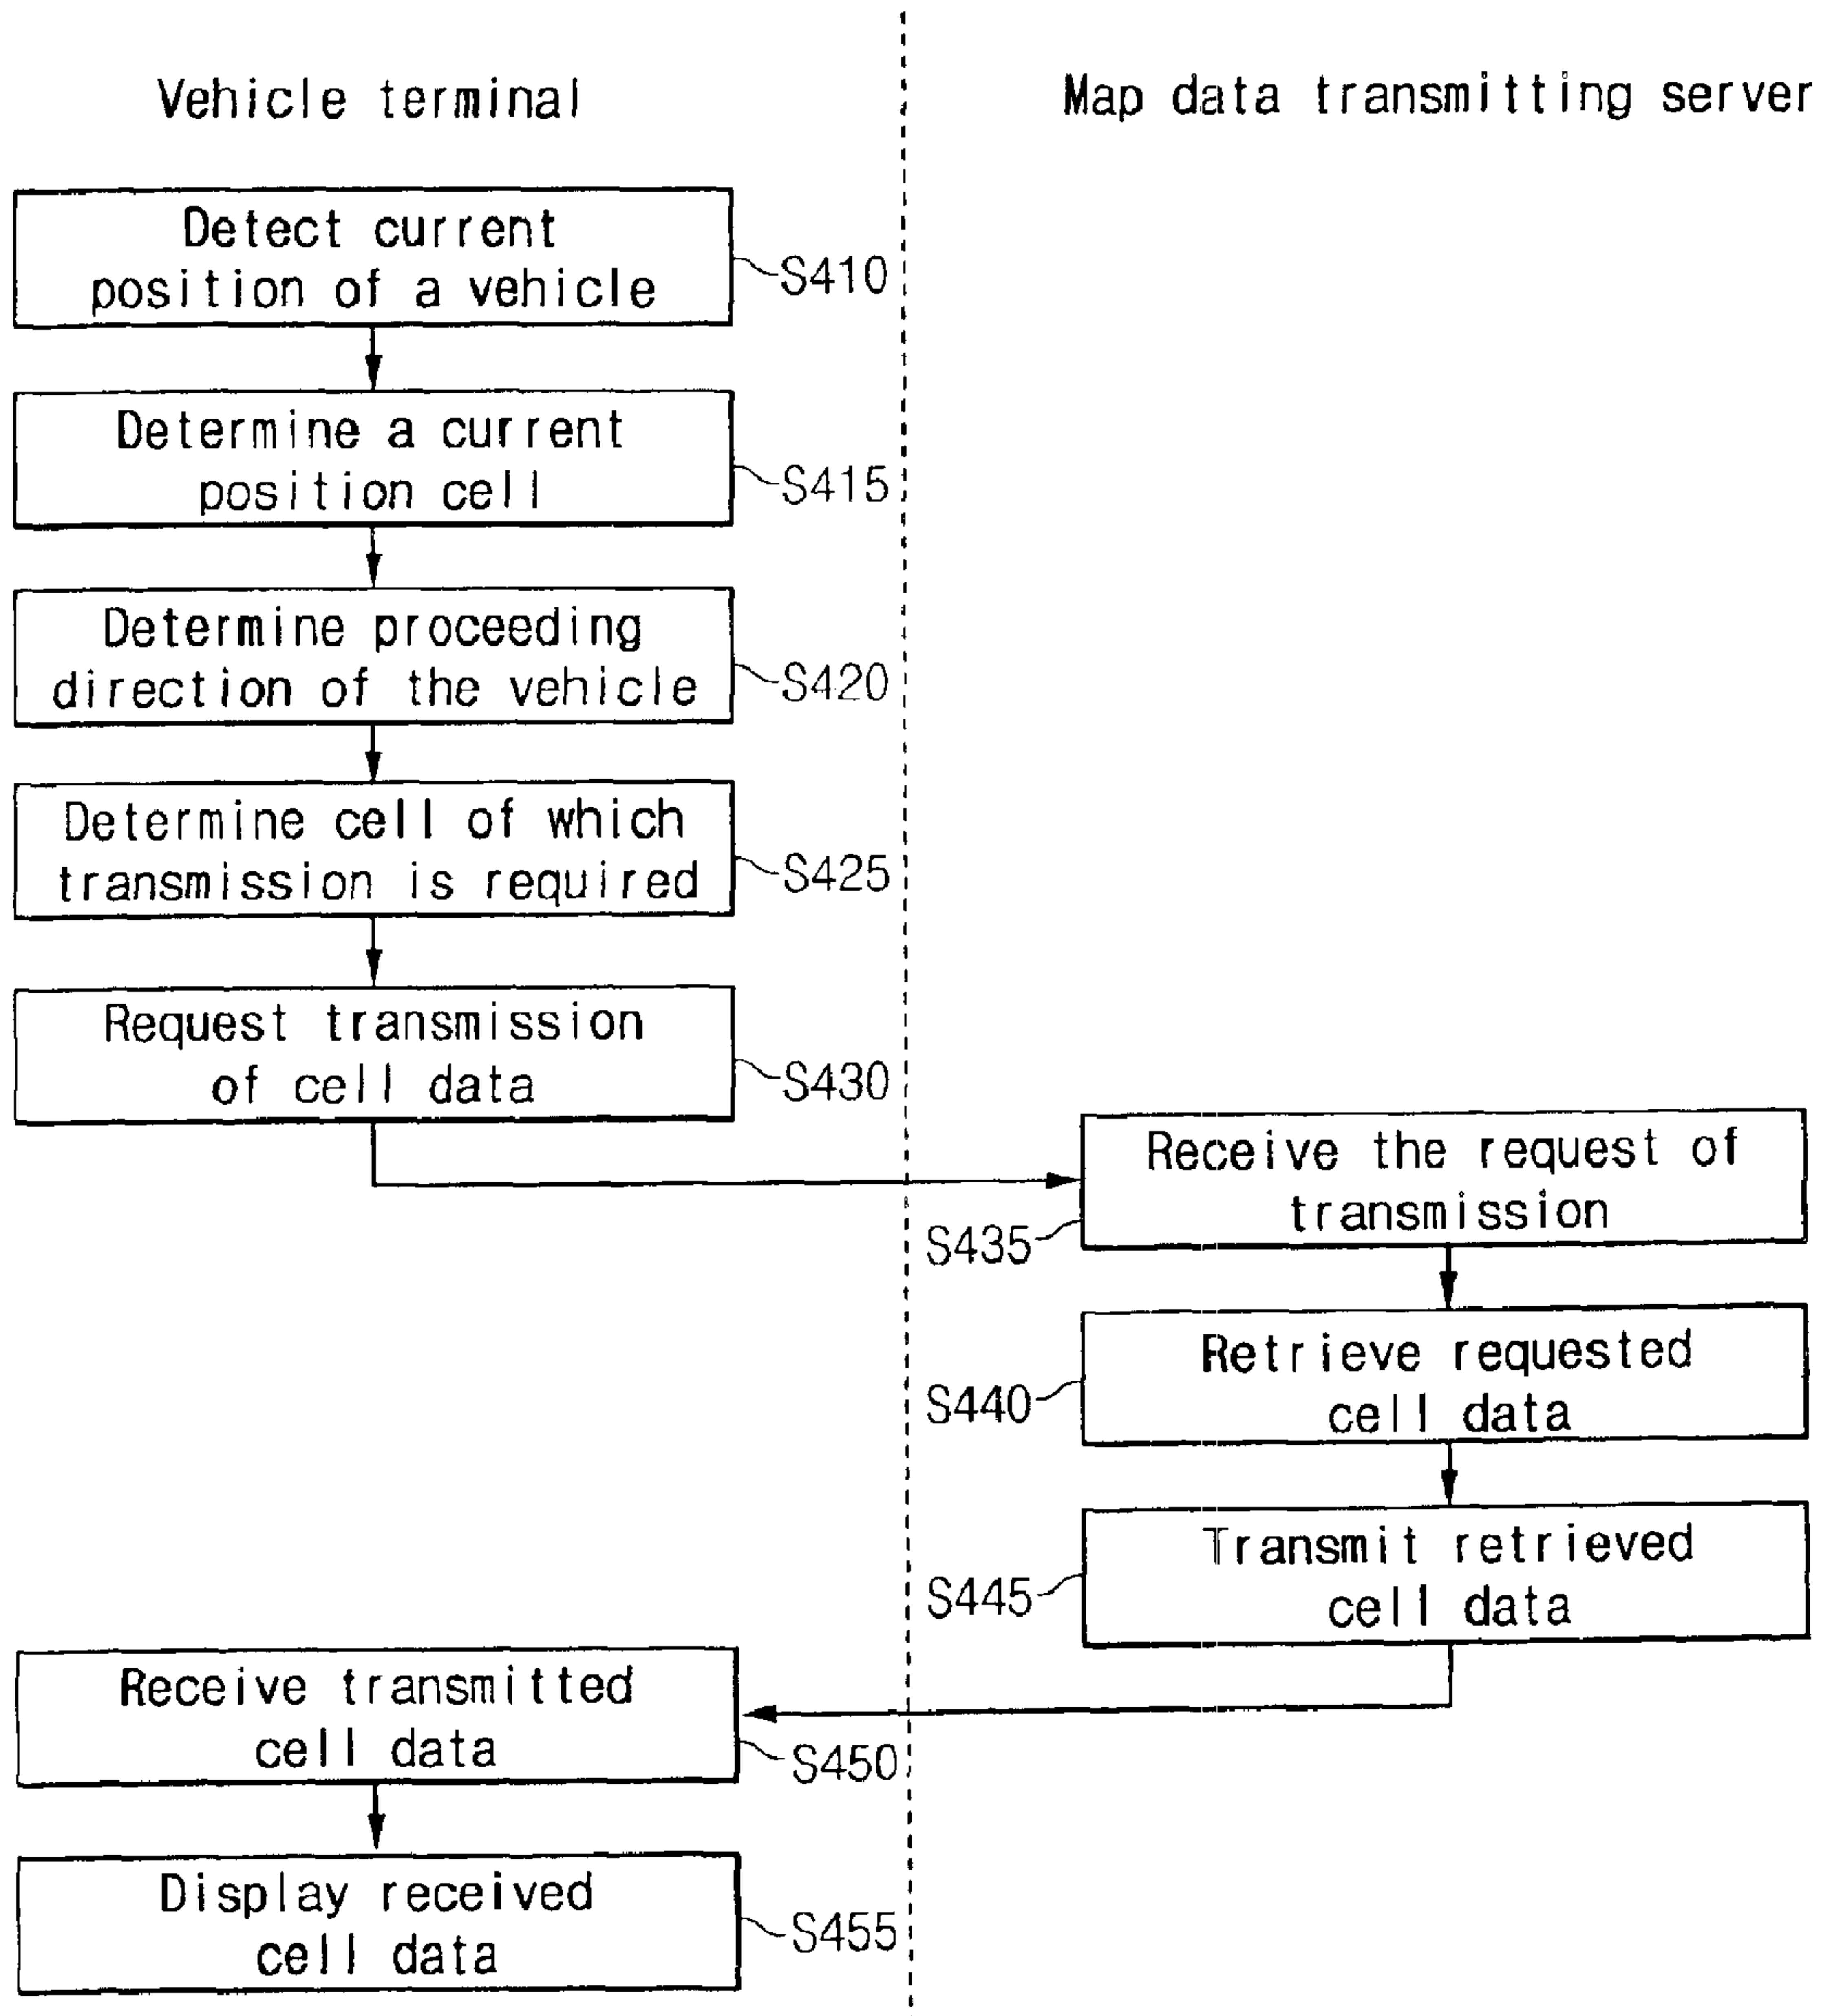 Vehicle terminal
Map data transmitting server
Detect current
position of a vehicle
S410
Determine a current
position cell
S415
Determine proceeding
direction of the vehicle
S420
Determine cell of which
transmission is required
S425
Request transmission
of cell data
S430
Receive the request of
transmission
S435
Retrieve requested
cell data
S440
Transmit retrieved
cell data
S445
Receive transmitted
cell data
S450
Display received
cell data
S455